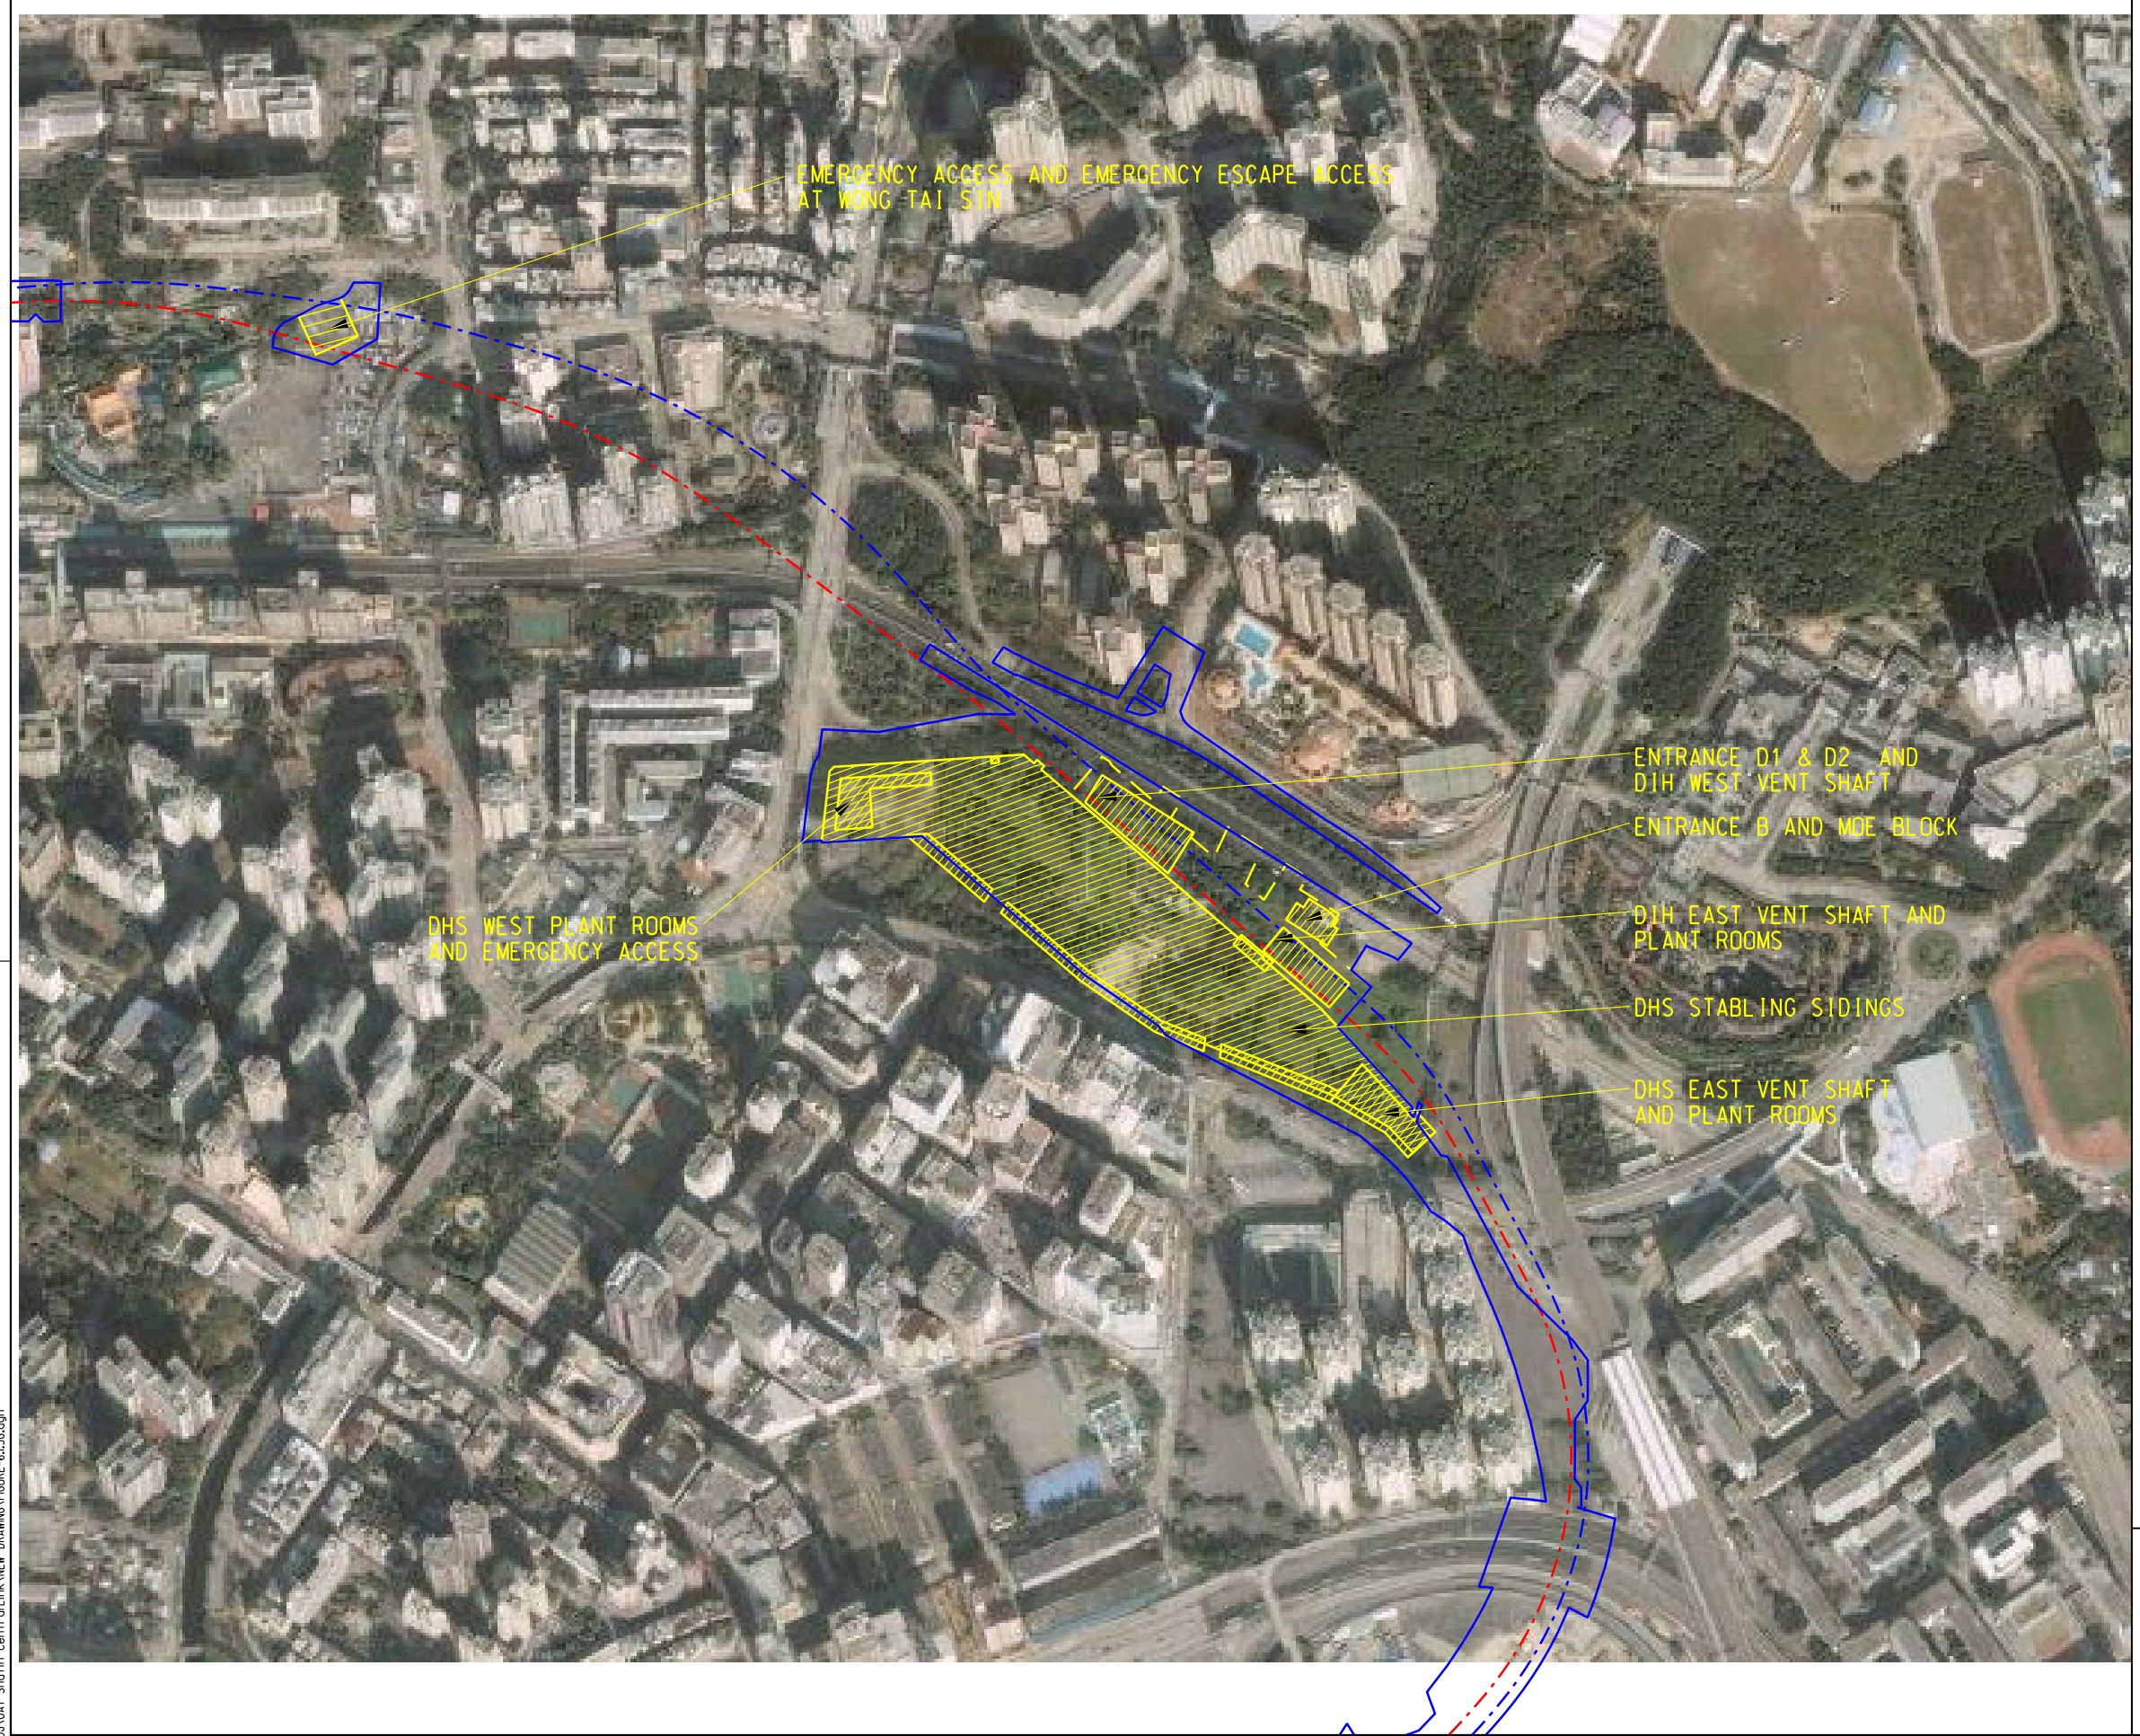 EMERGENCY ACCESS AND EMERGENCY ESCAPE ACCESS
AT WONG TAI SIN
ENTRANCE D1 & D2 AND
DIH WEST VENT SHAFT
ENTRANCE B AND MOE BLOCK
DHS WEST PLANT ROOMS
AND EMERGENCY ACCESS
DIH EAST VENT SHAFT AND
PLANT ROOMS
DHS STABLING SIDINGS
DHS EAST VENT SHAFT
AND PLANT ROOMS